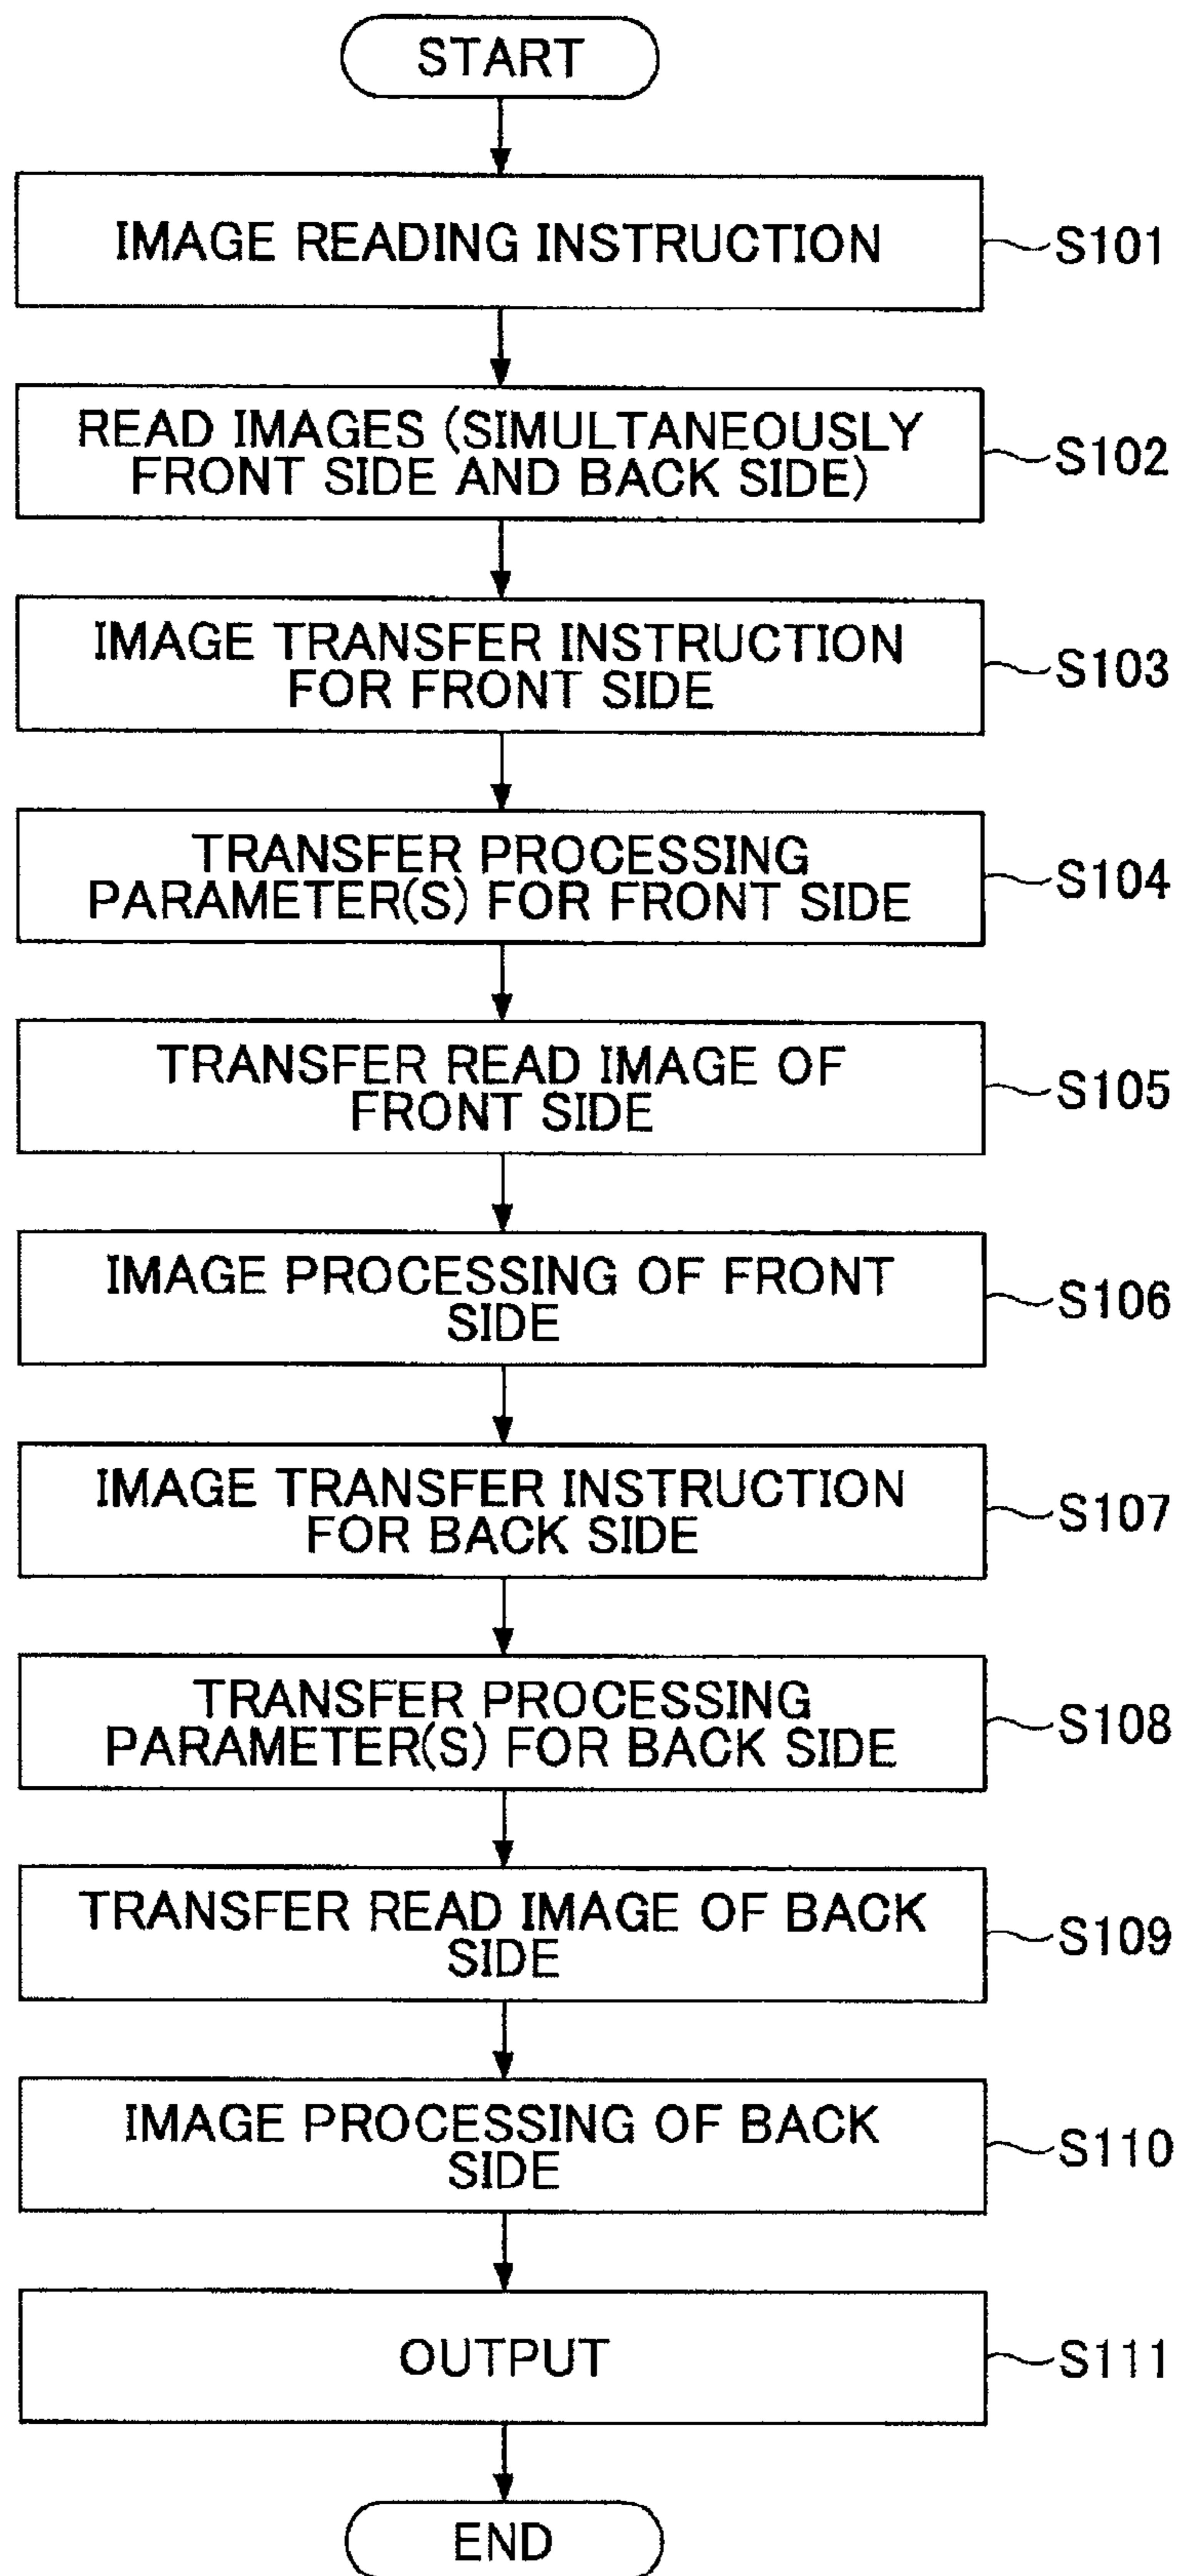 START
IMAGE READING INSTRUCTION
S101
READ IMAGES (SIMULTANEOUSLY
FRONT SIDE AND BACK SIDE)
S102
IMAGE TRANSFER INSTRUCTION
FOR FRONT SIDE
S103
TRANSFER PROCESSING
PARAMETER(S) FOR FRONT SIDE
S104
TRANSFER READ IMAGE OF
FRONT SIDE
S105
IMAGE PROCESSING OF FRONT
SIDE
S106
IMAGE TRANSFER INSTRUCTION
FOR BACK SIDE
S107
TRANSFER PROCESSING
PARAMETER(S) FOR BACK SIDE
S108
TRANSFER READ IMAGE OF BACK
SIDE
S109
IMAGE PROCESSING OF BACK
SIDE
S110
OUTPUT
S111
END